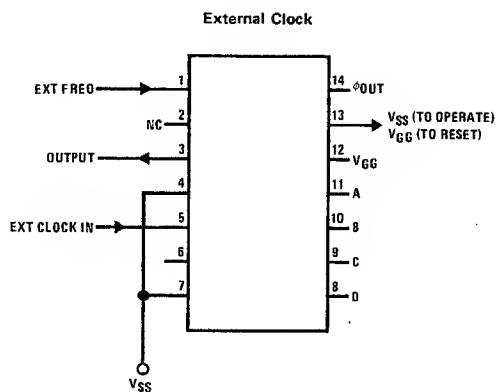 External Clock
EXT FREQ
1
NC
2
OUTPUT
3
4
EXT CLOCK IN
5
6
7
VSS
14
ϕOUT
13
VSS (TO OPERATE)
VGG (TO RESET)
12
VGG
11
A
10
B
9
C
8
D